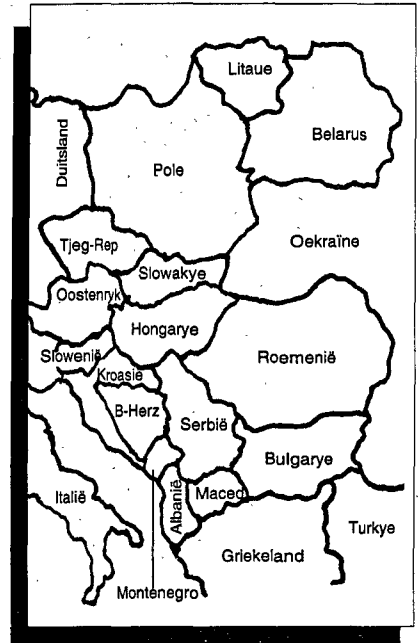 Litaue
Belarus
Duitsland
Pole
Oekraïne
Tjeg-Rep
Slowakye
Oostenryk
Hongarye
Slowenië
Roemenië
Kroasië
B-Herz
Serbië
Bulgarye
Italië
Albanië
Maced
Turkye
Griekeland
Montenegro